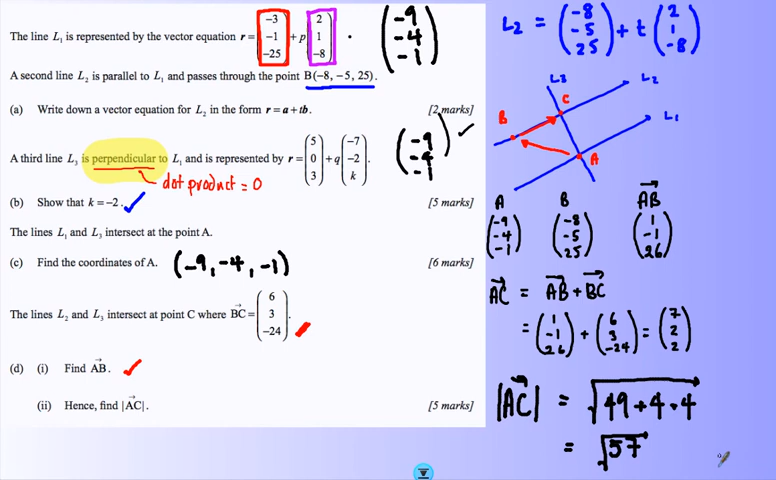 The line L₁ is represented by the vector equation r = (-3 -1 -25) + p (2 1 -8) .
(-9 -4 -1)
A second line L₂ is parallel to L₁ and passes through the point B(-8, -5, 25).
(a) Write down a vector equation for L₂ in the form r = a + tb. [2 marks]
A third line L₃ is perpendicular to L₁ and is represented by r = (5 0 3) + q (-7 -2 k) .
(-9 -4 -1)
dot product = 0
(b) Show that k = -2. [5 marks]
The lines L₁ and L₃ intersect at the point A.
(c) Find the coordinates of A. (-9, -4, -1) [6 marks]
The lines L₂ and L₃ intersect at point C where BC = (6 3 -24) .
(d) (i) Find AB.
(ii) Hence, find |AC|. [5 marks]
L2 = (-8 -5 25) + t (2 1 -8)
L3
L2
C
B
L1
A
A B AB
(-9 -4 -1) (-8 -5 25) (1 -1 26)
AC = AB + BC
= (1 -1 26) + (6 3 -24) = (7 2 2)
|AC| = √49+4+4
= √57